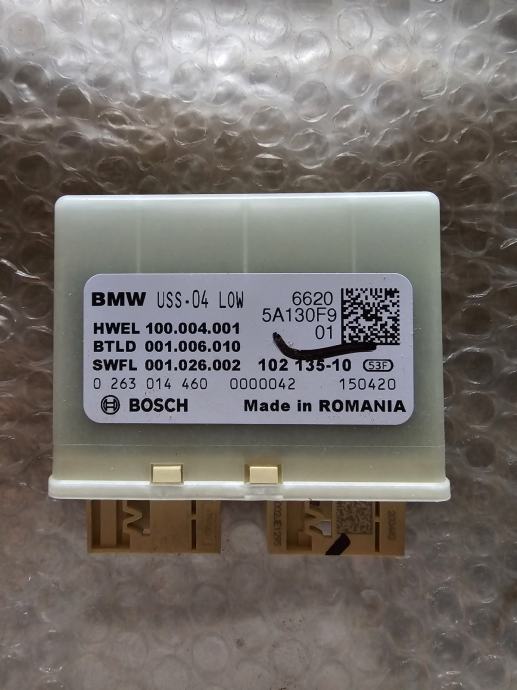 BMW USS-04 LOW 6620
5A130F9
HWEL 100.004.001 01
BTLD 001.006.010
SWFL 001.026.002 102 135-10 53F
0 263 014 460 0000042 150420
BOSCH Made in ROMANIA